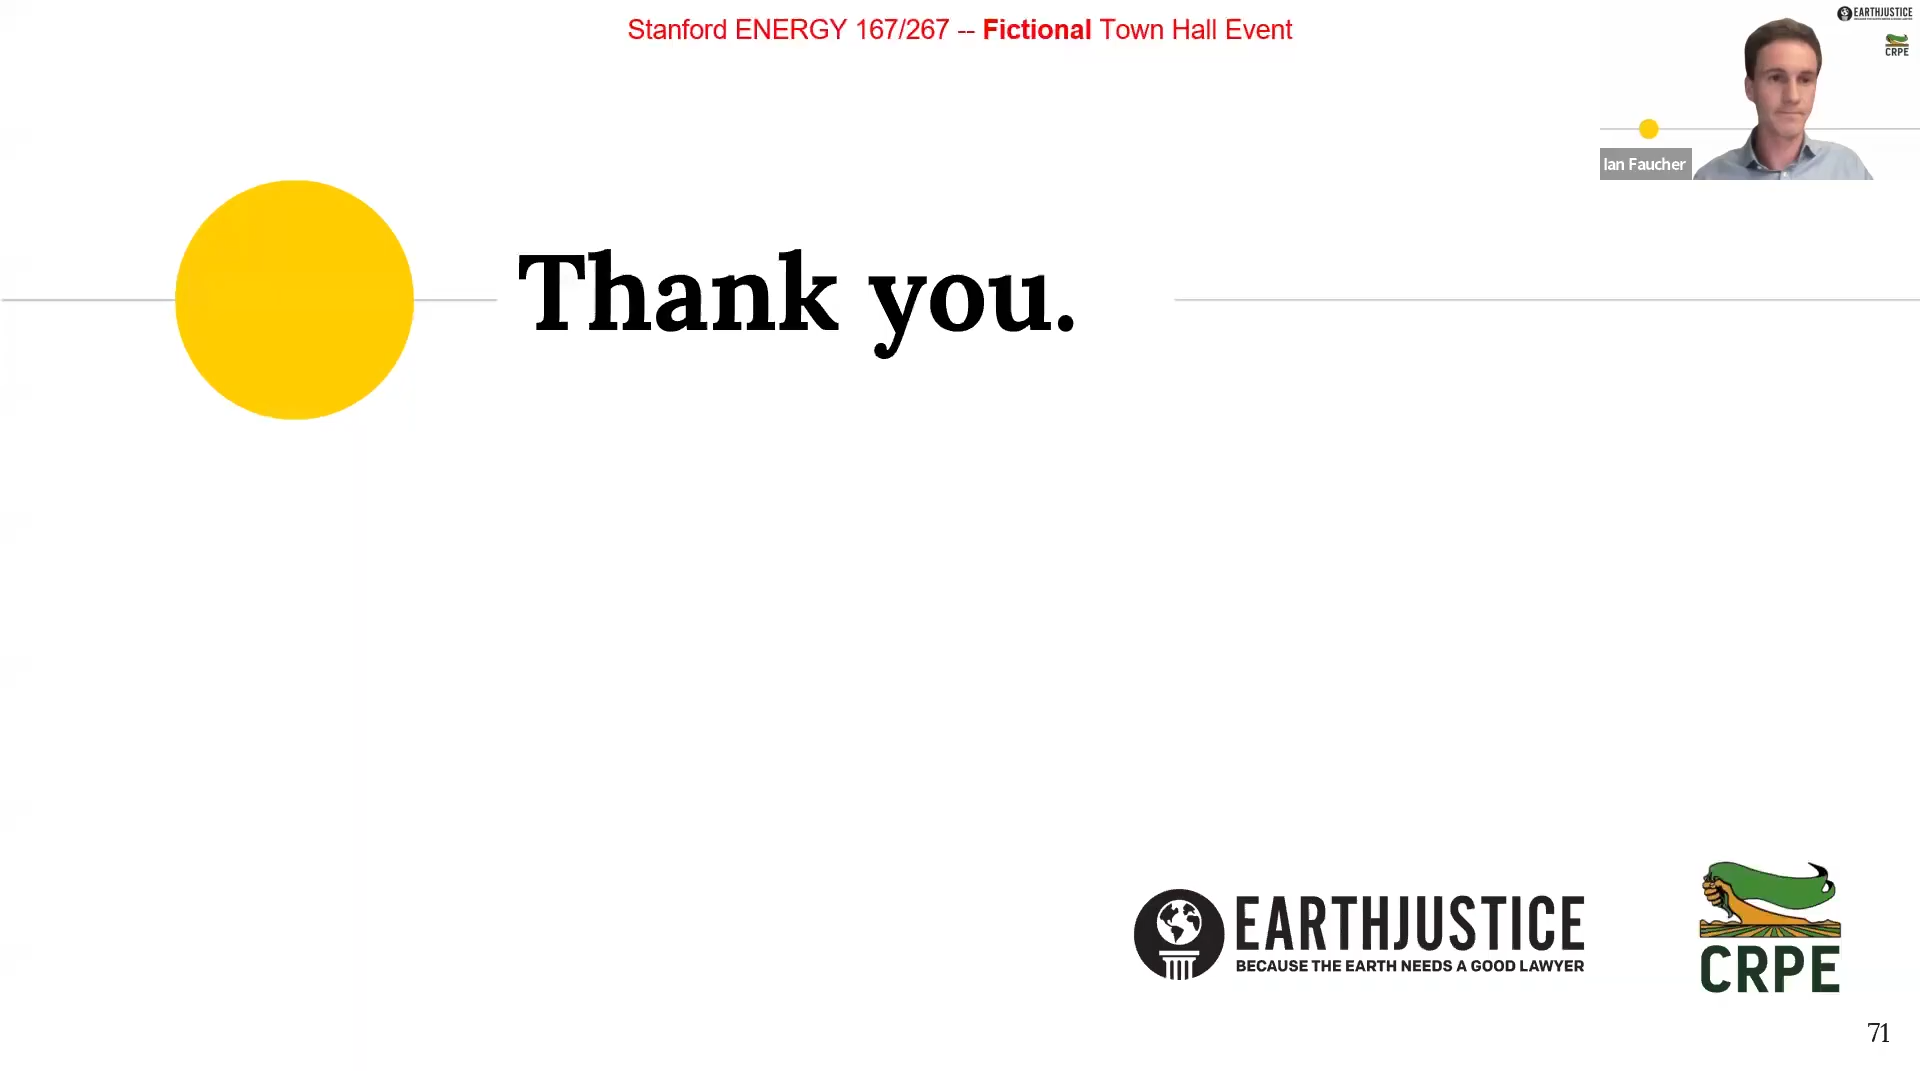 Stanford ENERGY 167/267 -- Fictional Town Hall Event
EARTHJUSTICE
CRPE
Ian Faucher
Thank you.
EARTHJUSTICE
BECAUSE THE EARTH NEEDS A GOOD LAWYER
CRPE
71